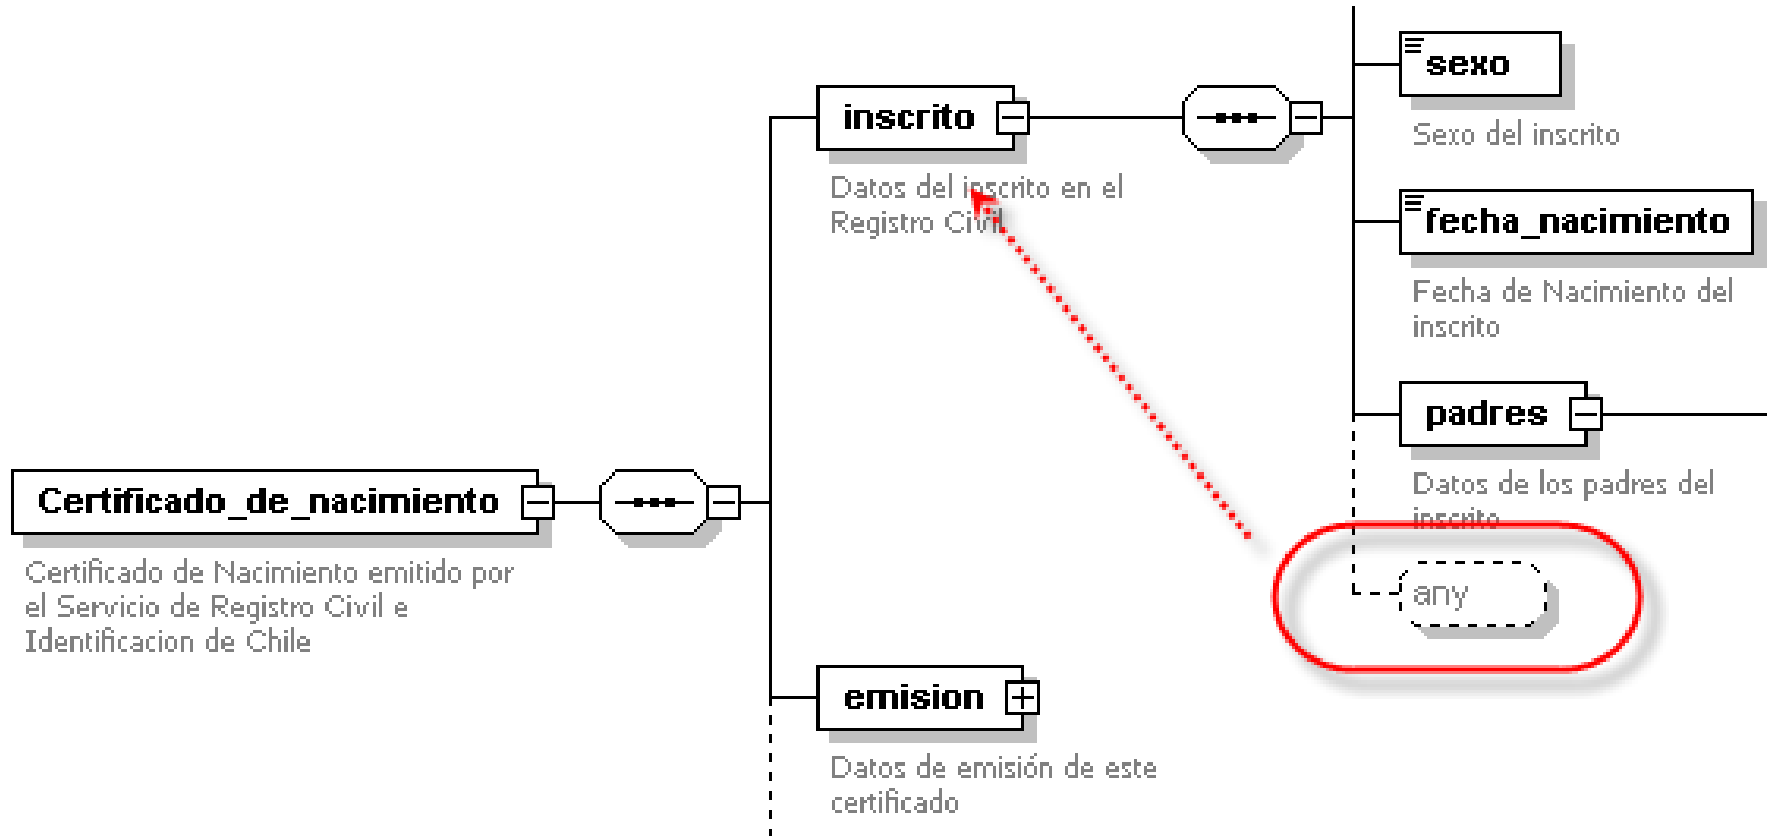 sexo
Sexo del inscrito
inscrito
Datos del inscrito en el
Registro Civil
fecha_nacimiento
Fecha de Nacimiento del
inscrito
padres
Datos de los padres del
inscrito
Certificado_de_nacimiento
Certificado de Nacimiento emitido por
el Servicio de Registro Civil e
Identificacion de Chile
any
emision
Datos de emisión de este
certificado